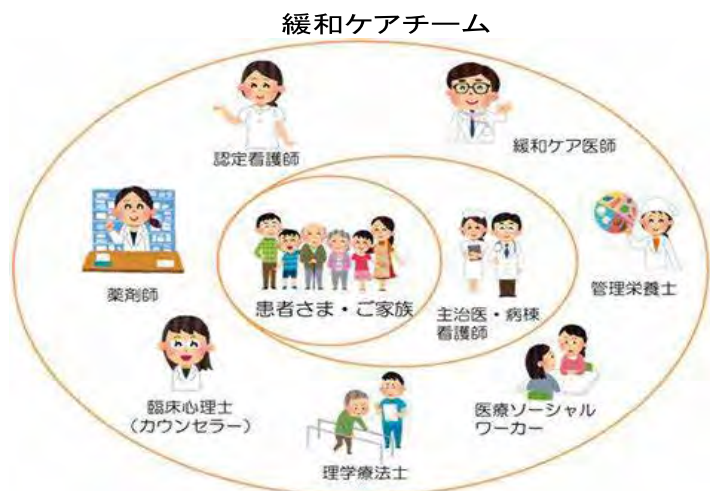 緩和ケアチーム
認定看護師
緩和ケア医師
薬剤師
患者さま・ご家族
主治医・病棟
看護師
管理栄養士
臨床心理士
（カウンセラー）
理学療法士
医療ソーシャル
ワーカー